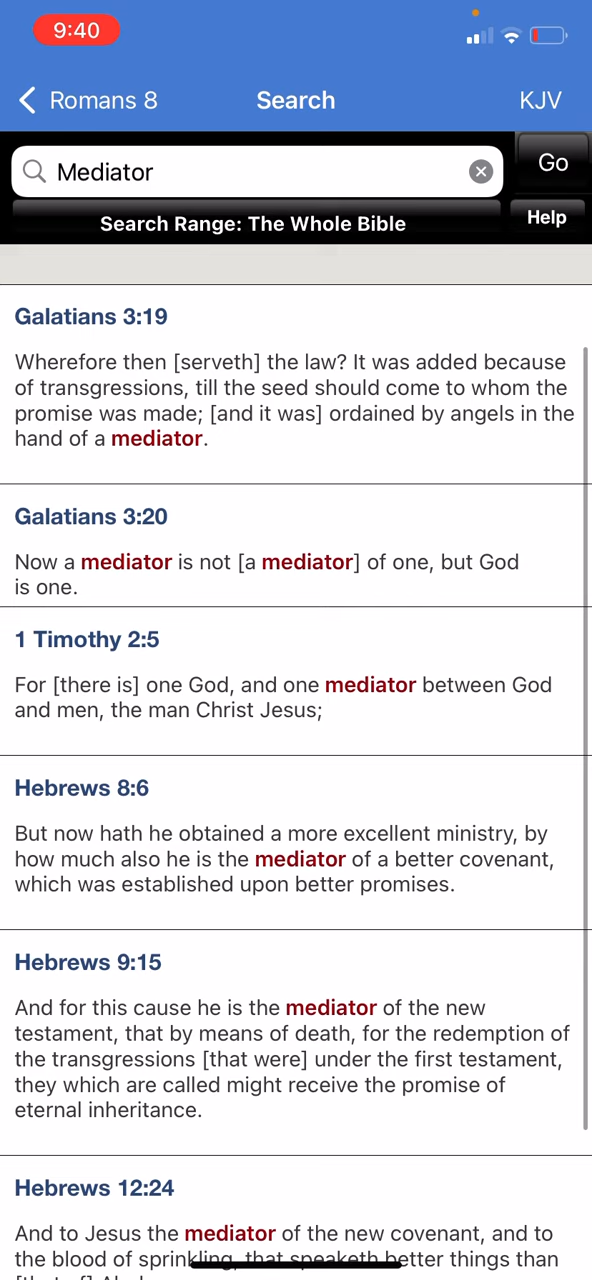 9:40
Romans 8
Search
KJV
Mediator
Go
Search Range: The Whole Bible
Help
Galatians 3:19
Wherefore then [serveth] the law? It was added because
of transgressions, till the seed should come to whom the
promise was made; [and it was] ordained by angels in the
hand of a mediator.
Galatians 3:20
Now a mediator is not [a mediator] of one, but God
is one.
1 Timothy 2:5
For [there is] one God, and one mediator between God
and men, the man Christ Jesus;
Hebrews 8:6
But now hath he obtained a more excellent ministry, by
how much also he is the mediator of a better covenant,
which was established upon better promises.
Hebrews 9:15
And for this cause he is the mediator of the new
testament, that by means of death, for the redemption of
the transgressions [that were] under the first testament,
they which are called might receive the promise of
eternal inheritance.
Hebrews 12:24
And to Jesus the mediator of the new covenant, and to
the blood of sprinkling, that speaketh better things than